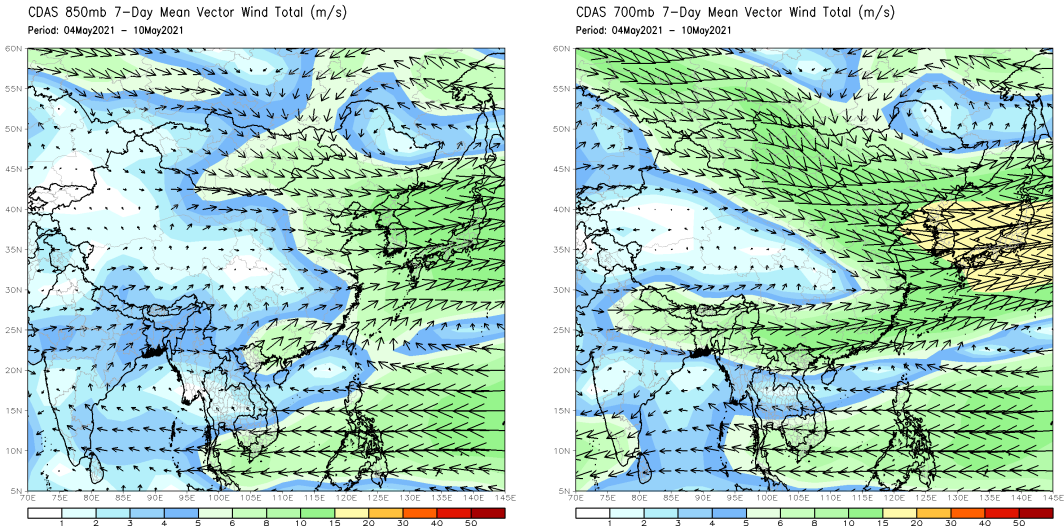 CDAS 850mb 7-Day Mean Vector Wind Total (m/s)
Period: 04May2021 - 10May2021
60N
55N
50N
45N
40N
35N
30N
25N
20N
15N
10N
5N
70E 75E 80E 85E 90E 95E 100E 105E 110E 115E 120E 125E 130E 135E 140E 145E
1 2 3 4 5 6 8 10 15 20 30 40 50
CDAS 700mb 7-Day Mean Vector Wind Total (m/s)
Period: 04May2021 - 10May2021
60N
55N
50N
45N
40N
35N
30N
25N
20N
15N
10N
5N
70E 75E 80E 85E 90E 95E 100E 105E 110E 115E 120E 125E 130E 135E 140E 145E
1 2 3 4 5 6 8 10 15 20 30 40 50